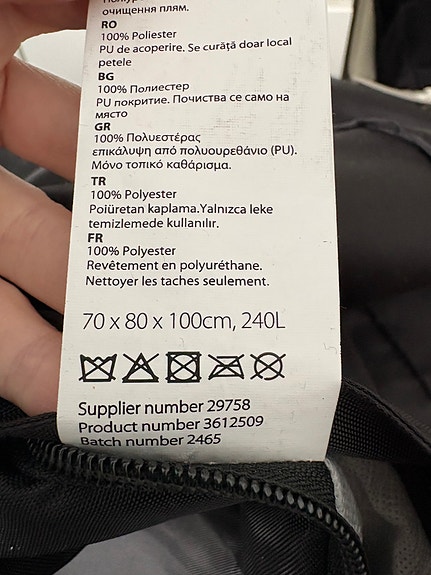 очищення плям.
RO
100% Poliester
PU de acoperire. Se curăță doar local
petele
BG
100% Полиестер
PU покритие. Почиства се само на
място
GR
100% Πολυεστέρας
επικάλυψη από πολυουρεθάνιο (PU).
Μόνο τοπικό καθάρισμα.
TR
100% Polyester
Poiüretan kaplama.Yalnızca leke
temizlemede kullanılır.
FR
100% Polyester
Revêtement en polyuréthane.
Nettoyer les taches seulement.
70 x 80 x 100cm, 240L
Supplier number 29758
Product number 3612509
Batch number 2465